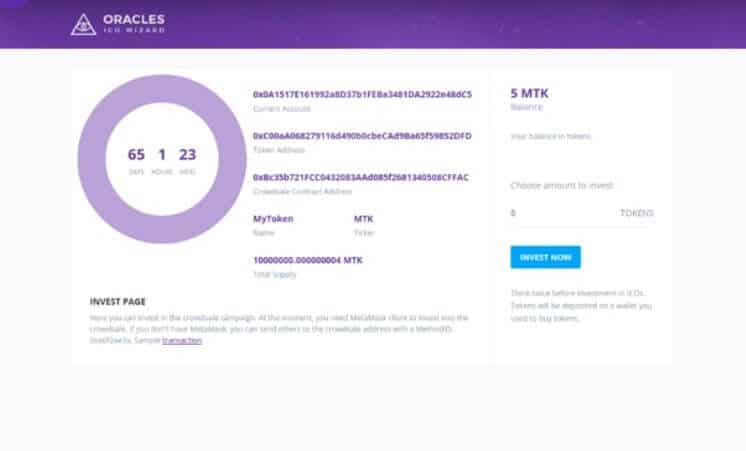 ORACLES
ICO WIZARD
65 1 23
DAYS HOURS MINS
Current Account
Token Address
Crowdsale Contract Address
MyToken MTK
Name Ticker
10000000.000000004 MTK
Total Supply
INVEST PAGE
Here you can invest in the crowdsale campaign. At the moment, you need MetaMask client to invest into the
crowdsale. If you don't have MetaMask, you can send ethers to the crowdsale address with a MethodID:
Sample transaction.
5 MTK
Balance
Your balance in tokens.
Choose amount to invest
TOKENS
INVEST NOW
Think twice before investment in ICOs.
Tokens will be deposited on a wallet you
used to buy tokens.